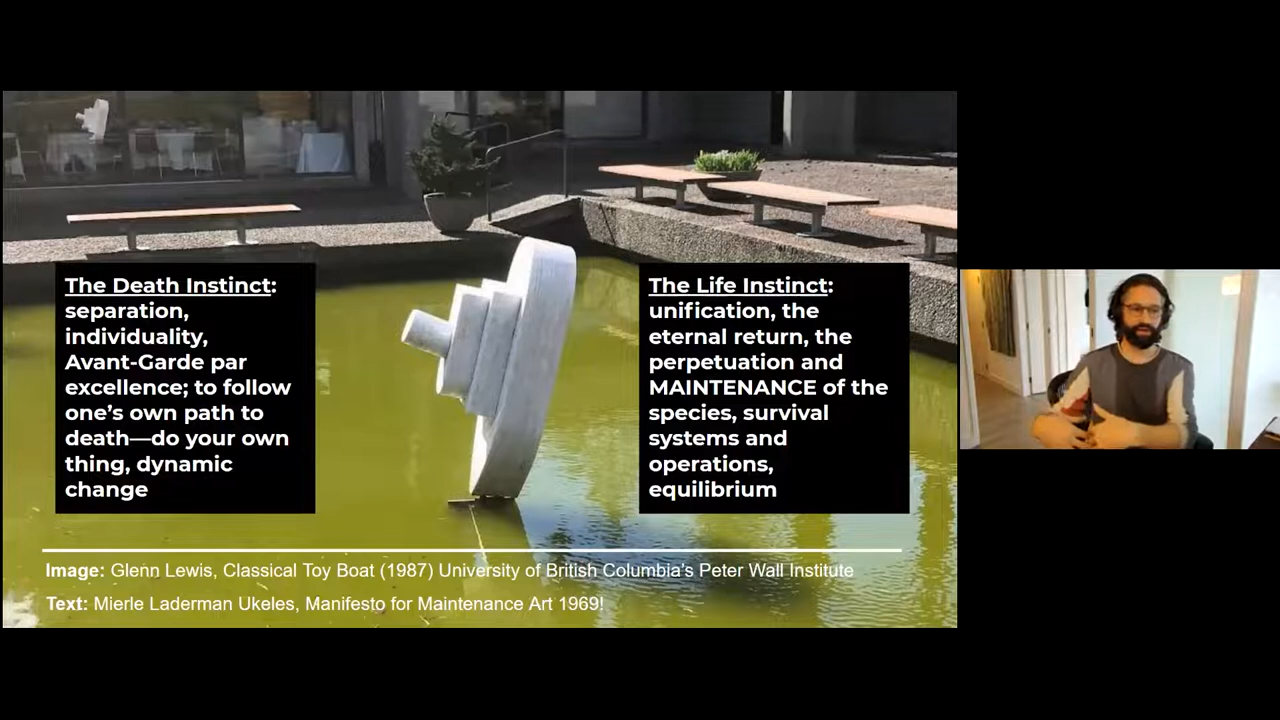 The Death Instinct:
separation,
individuality,
Avant-Garde par
excellence; to follow
one's own path to
death—do your own
thing, dynamic
change
The Life Instinct:
unification, the
eternal return, the
perpetuation and
MAINTENANCE of the
species, survival
systems and
operations,
equilibrium
Image: Glenn Lewis, Classical Toy Boat (1987) University of British Columbia's Peter Wall Institute
Text: Mierle Laderman Ukeles, Manifesto for Maintenance Art 1969!